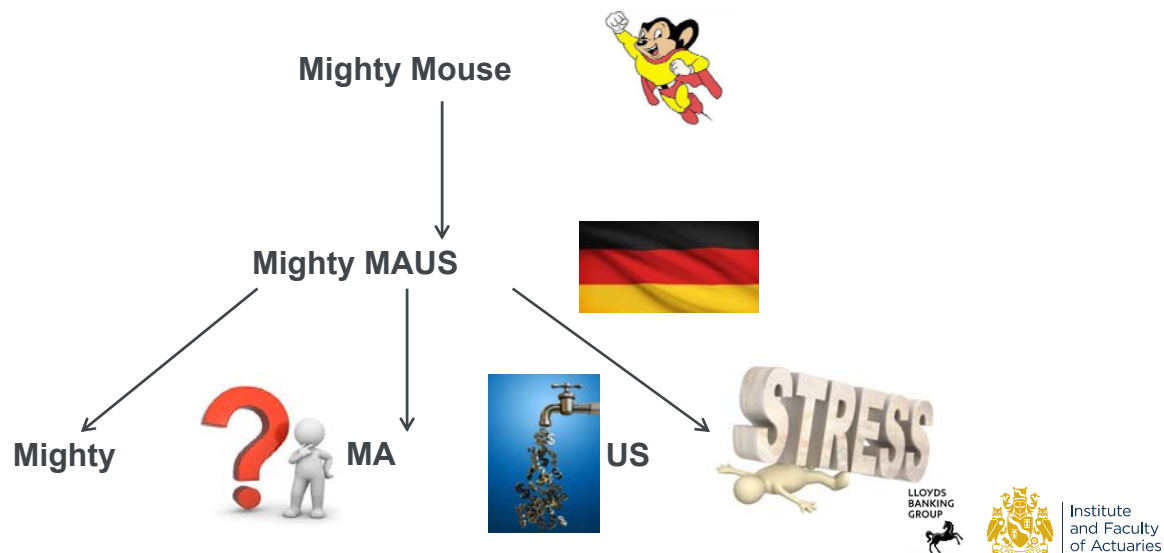 Mighty Mouse
Mighty MAUS
Mighty
MA
US
STRESS
LLOYDS
BANKING
GROUP
Institute
and Faculty
of Actuaries